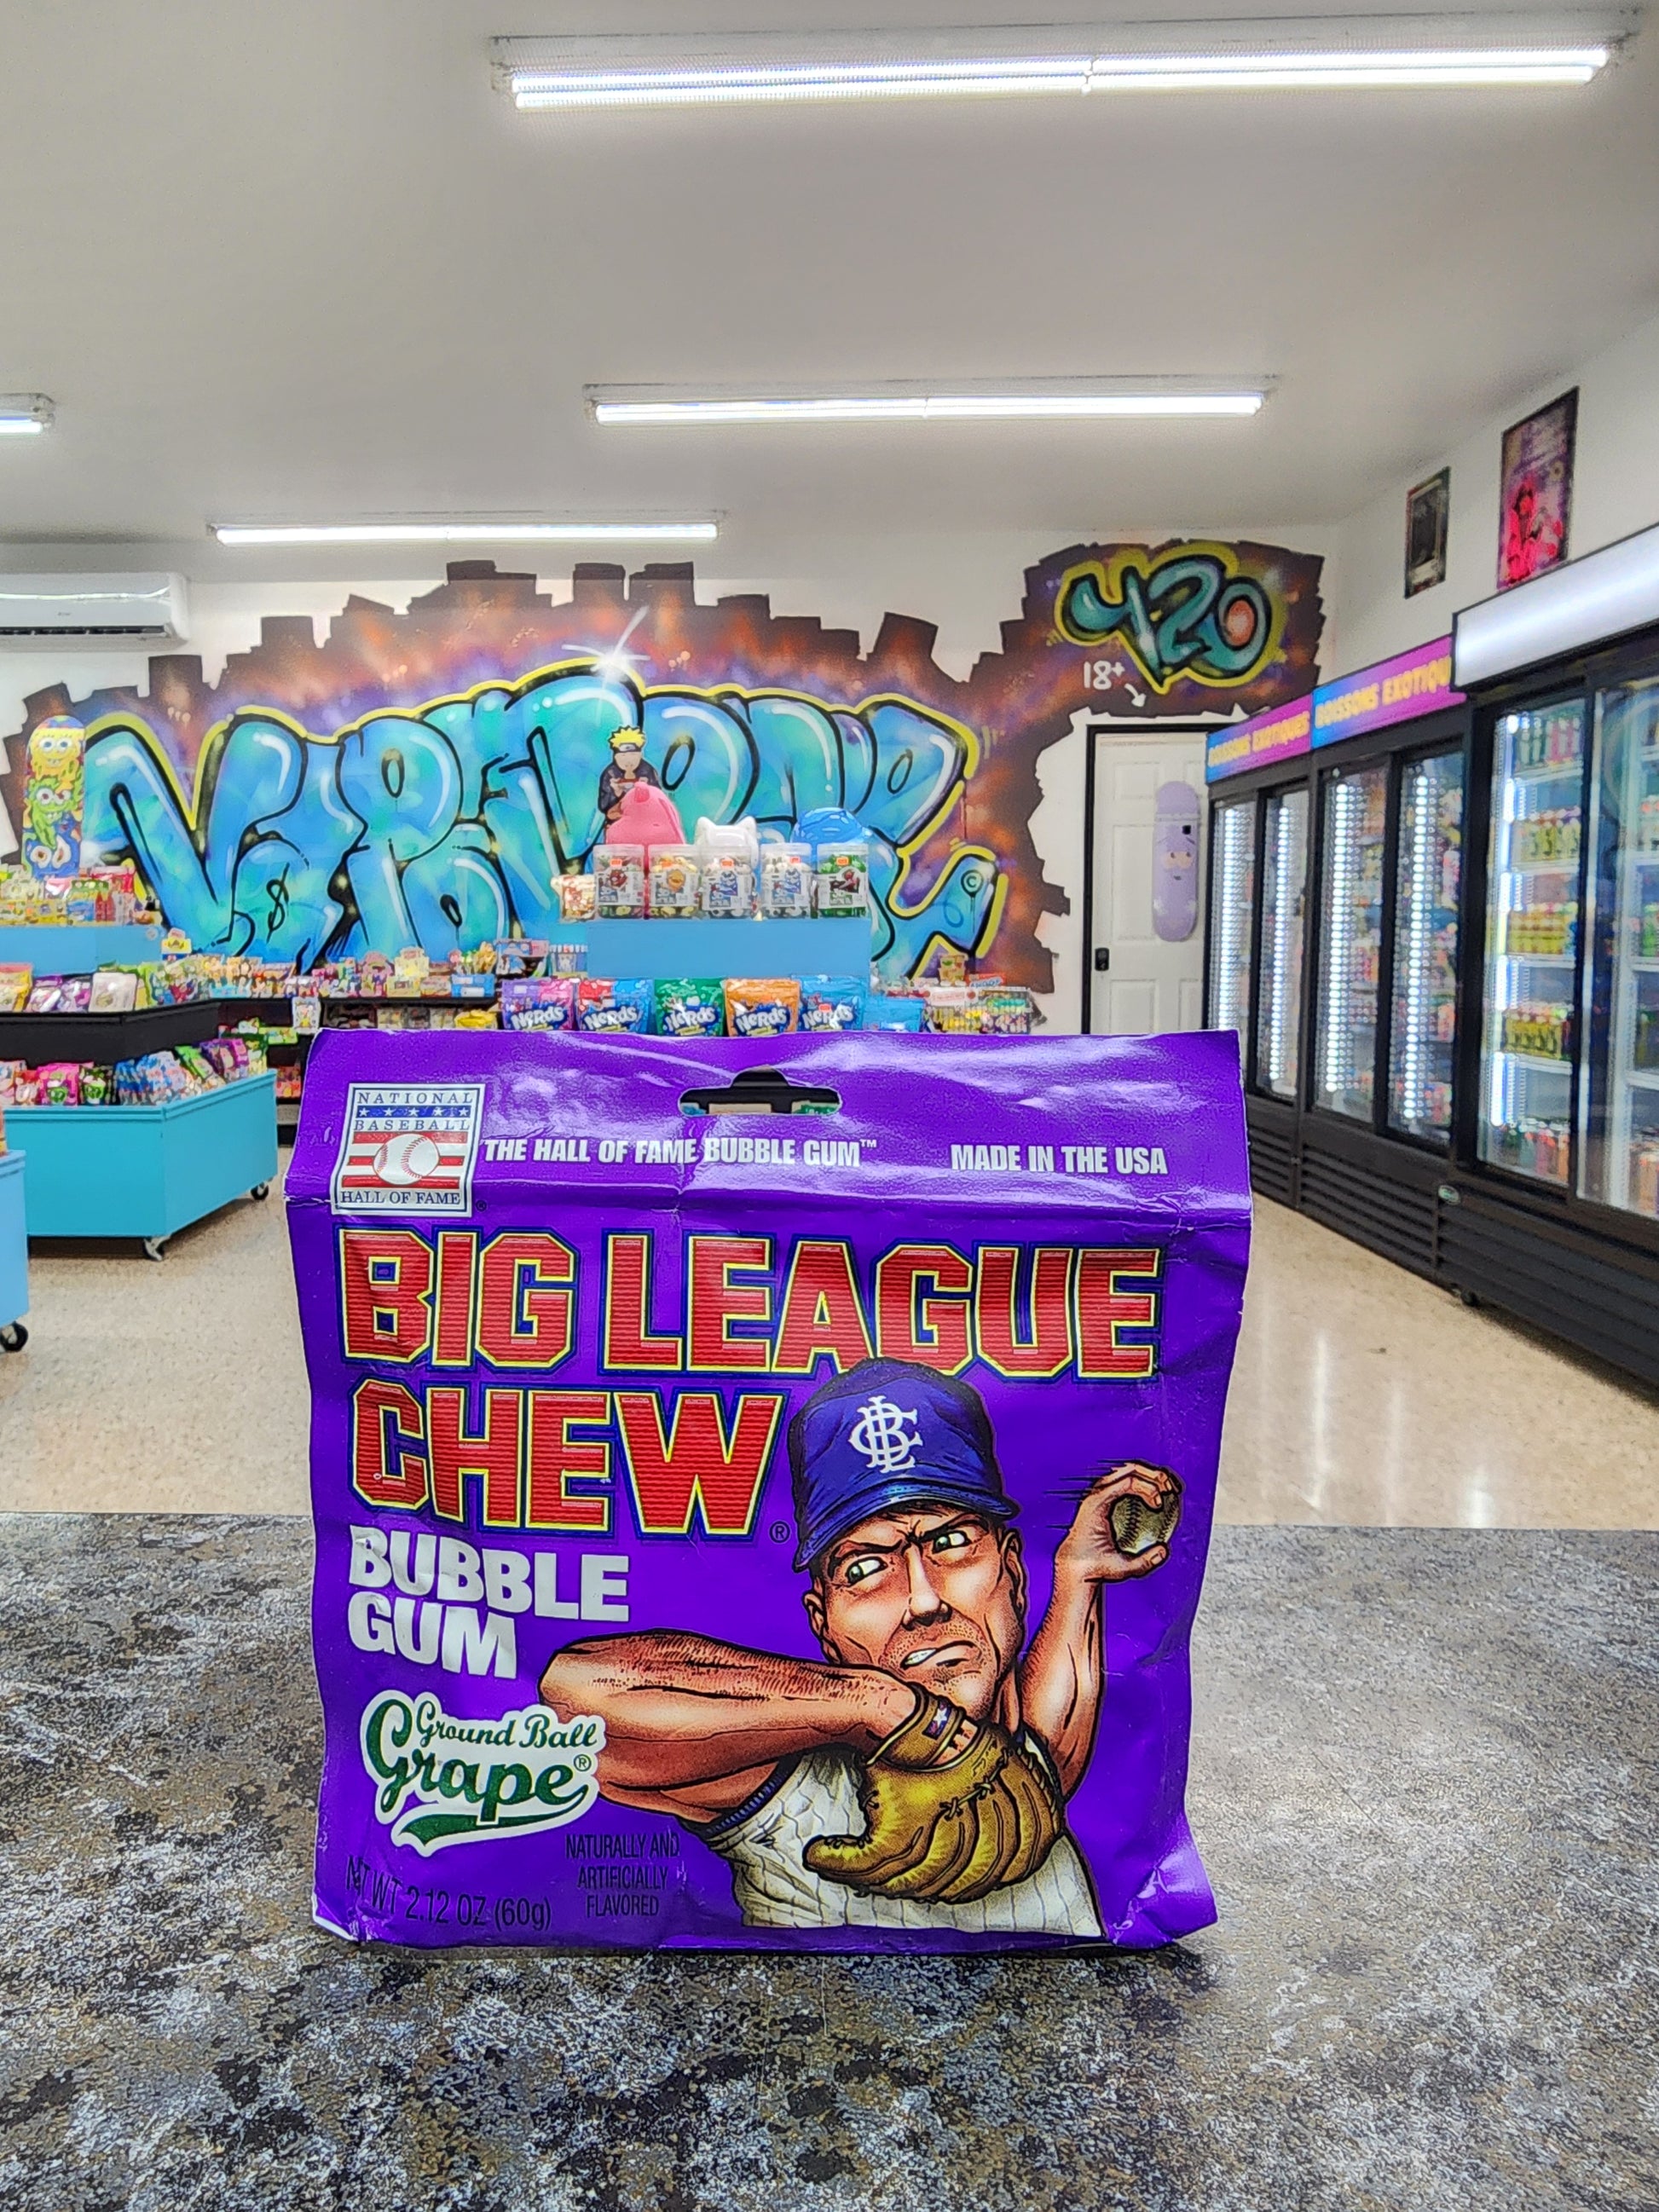 420
18+
BOISSONS EXOTIQUES
BOISSONS EXOTIQU
NERDS NERDS NERDS NERDS NERDS
NATIONAL
BASEBALL
HALL OF FAME
THE HALL OF FAME BUBBLE GUM™
MADE IN THE USA
BIG LEAGUE
CHEW®
BUBBLE
GUM
Ground Ball
Grape®
NATURALLY AND
ARTIFICIALLY
FLAVORED
NT WT 2.12 OZ (60g)